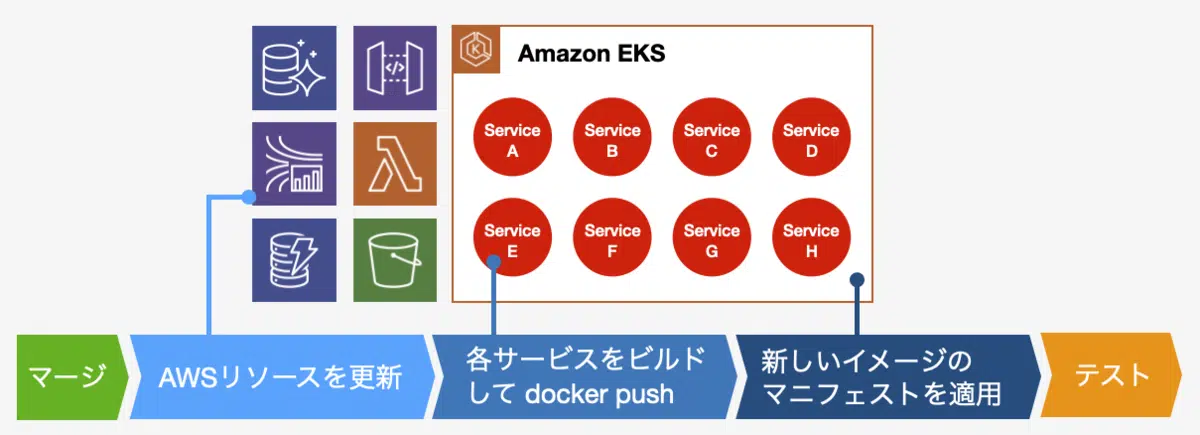 Amazon EKS
Service
A
Service
B
Service
C
Service
D
Service
E
Service
F
Service
G
Service
H
マージ
AWSリソースを更新
各サービスをビルド
して docker push
新しいイメージの
マニフェストを適用
テスト